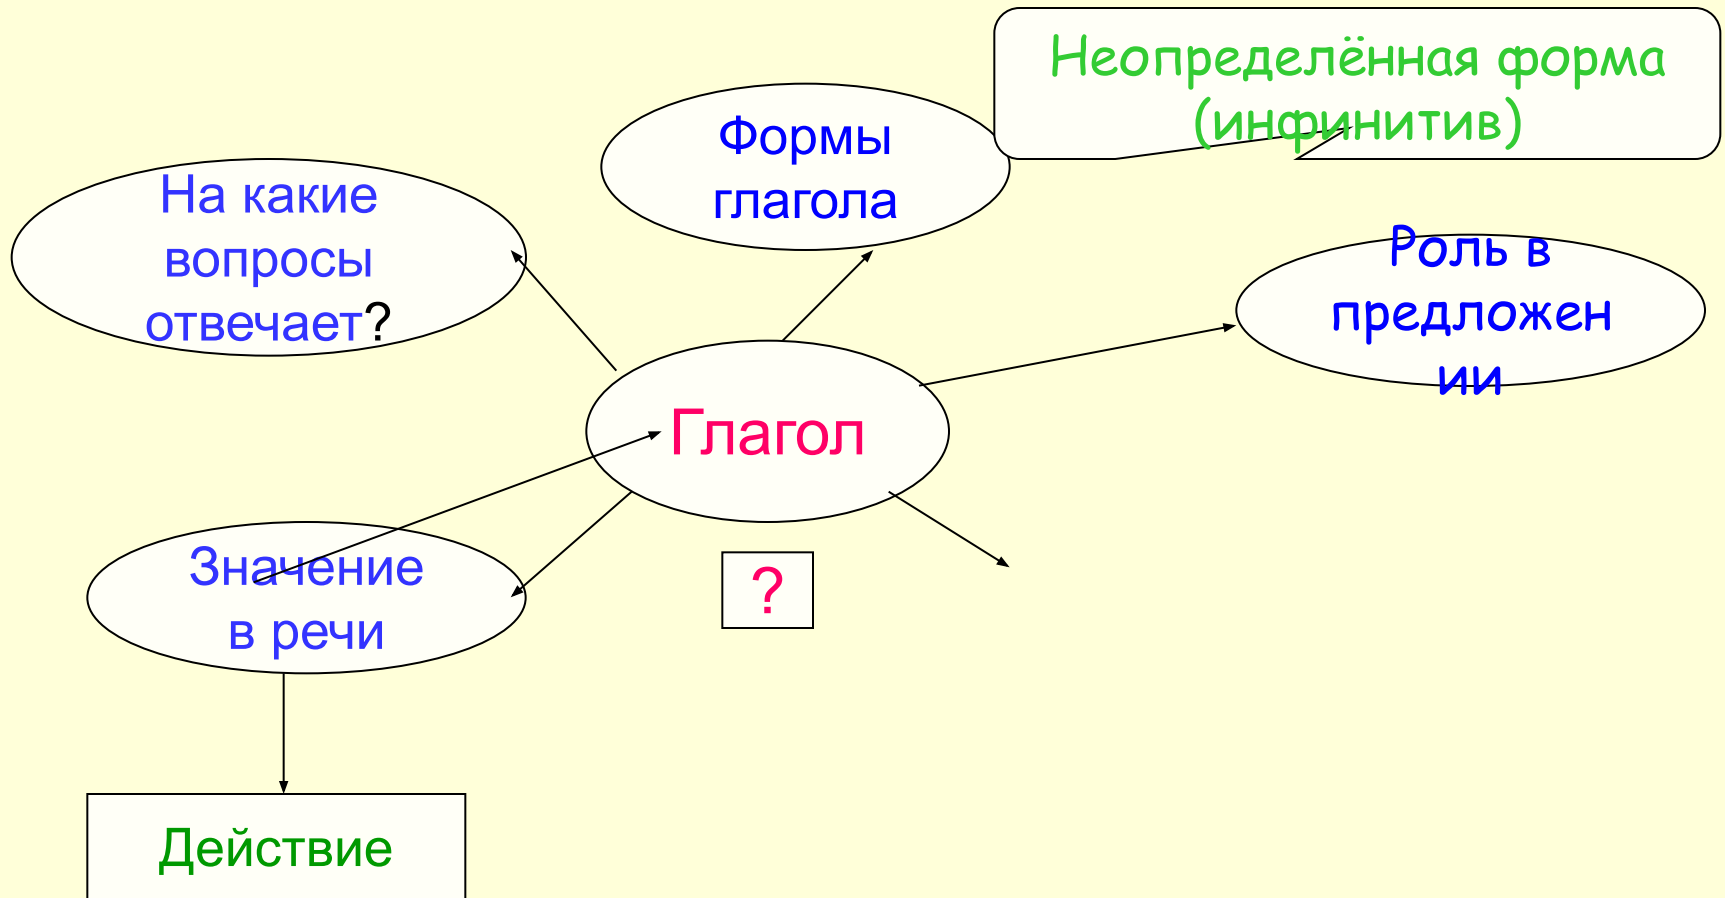 Неопределённая форма
(инфинитив)
Формы
глагола
На какие
вопросы
отвечает?
Роль в
предложен
ии
Глагол
Значение
в речи
?
Действие